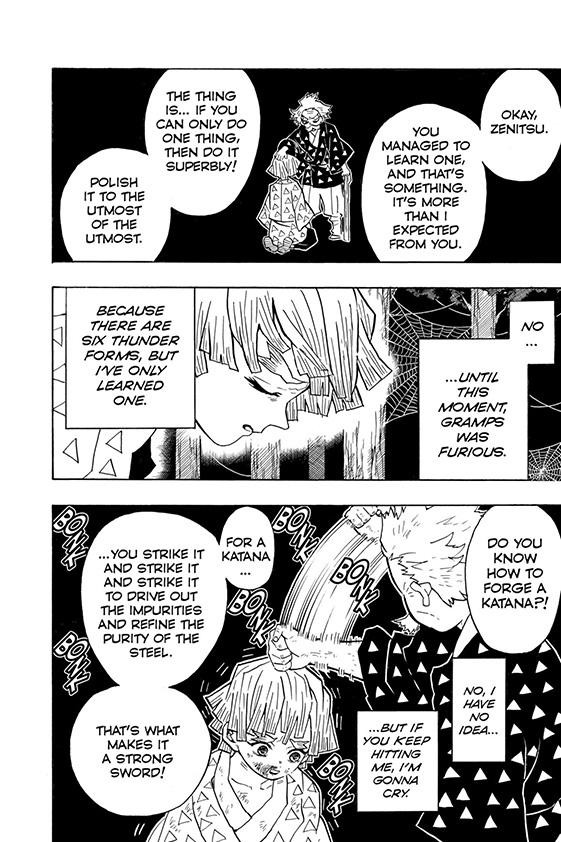 OKAY,
ZENITSU.
YOU
MANAGED TO
LEARN ONE,
AND THAT'S
SOMETHING.
IT'S MORE
THAN I
EXPECTED
FROM YOU.
THE THING
IS... IF YOU
CAN ONLY DO
ONE THING,
THEN DO IT
SUPERBLY!
POLISH
IT TO THE
UTMOST
OF THE
UTMOST.
NO
...
...UNTIL
THIS
MOMENT,
GRAMPS
WAS
FURIOUS.
BECAUSE
THERE ARE
SIX THUNDER
FORMS, BUT
I'VE ONLY
LEARNED
ONE.
DO YOU
KNOW
HOW TO
FORGE A
KATANA?!
NO, I
HAVE
NO
IDEA...
...BUT IF
YOU KEEP
HITTING
ME, I'M
GONNA
CRY.
FOR A
KATANA
...
...YOU STRIKE IT
AND STRIKE IT
AND STRIKE IT
TO DRIVE OUT
THE IMPURITIES
AND REFINE THE
PURITY OF THE
STEEL.
THAT'S WHAT
MAKES IT
A STRONG
SWORD!
BONK
BONK
BONK
BONK
BONK
BONK
BONK